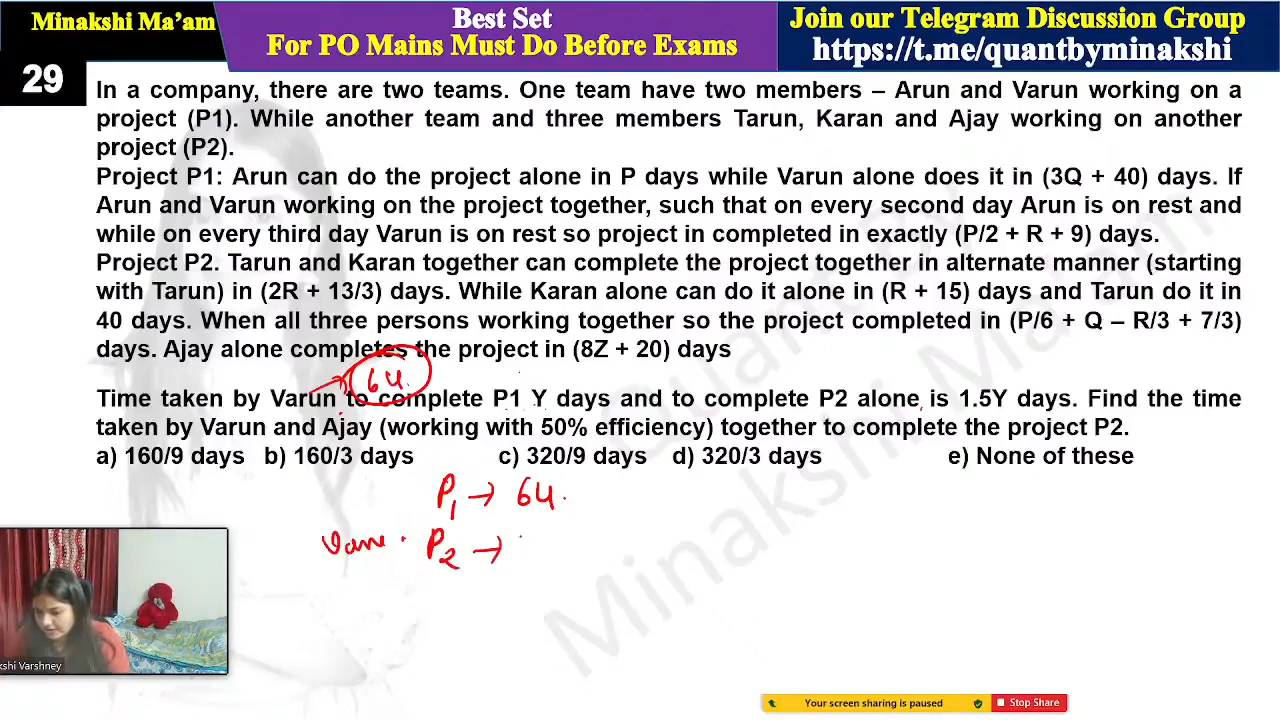 Minakshi Ma’am
Best Set
For PO Mains Must Do Before Exams
Join our Telegram Discussion Group
https://t.me/quantbyminakshi
29
In a company, there are two teams. One team have two members – Arun and Varun working on a
project (P1). While another team and three members Tarun, Karan and Ajay working on another
project (P2).
Project P1: Arun can do the project alone in P days while Varun alone does it in (3Q + 40) days. If
Arun and Varun working on the project together, such that on every second day Arun is on rest and
while on every third day Varun is on rest so project in completed in exactly (P/2 + R + 9) days.
Project P2. Tarun and Karan together can complete the project together in alternate manner (starting
with Tarun) in (2R + 13/3) days. While Karan alone can do it alone in (R + 15) days and Tarun do it in
40 days. When all three persons working together so the project completed in (P/6 + Q – R/3 + 7/3)
days. Ajay alone completes the project in (8Z + 20) days
64.
Time taken by Varun to complete P1 Y days and to complete P2 alone is 1.5Y days. Find the time
taken by Varun and Ajay (working with 50% efficiency) together to complete the project P2.
a) 160/9 days b) 160/3 days c) 320/9 days d) 320/3 days e) None of these
P1 → 64.
P2 →
kshi Varshney
Your screen sharing is paused
Stop Share
Minakshi